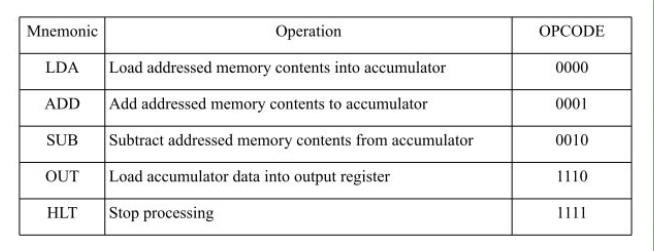 Mnemonic Operation OPCODE
LDA Load addressed memory contents into accumulator 0000
ADD Add addressed memory contents to accumulator 0001
SUB Subtract addressed memory contents from accumulator 0010
OUT Load accumulator data into output register 1110
HLT Stop processing 1111